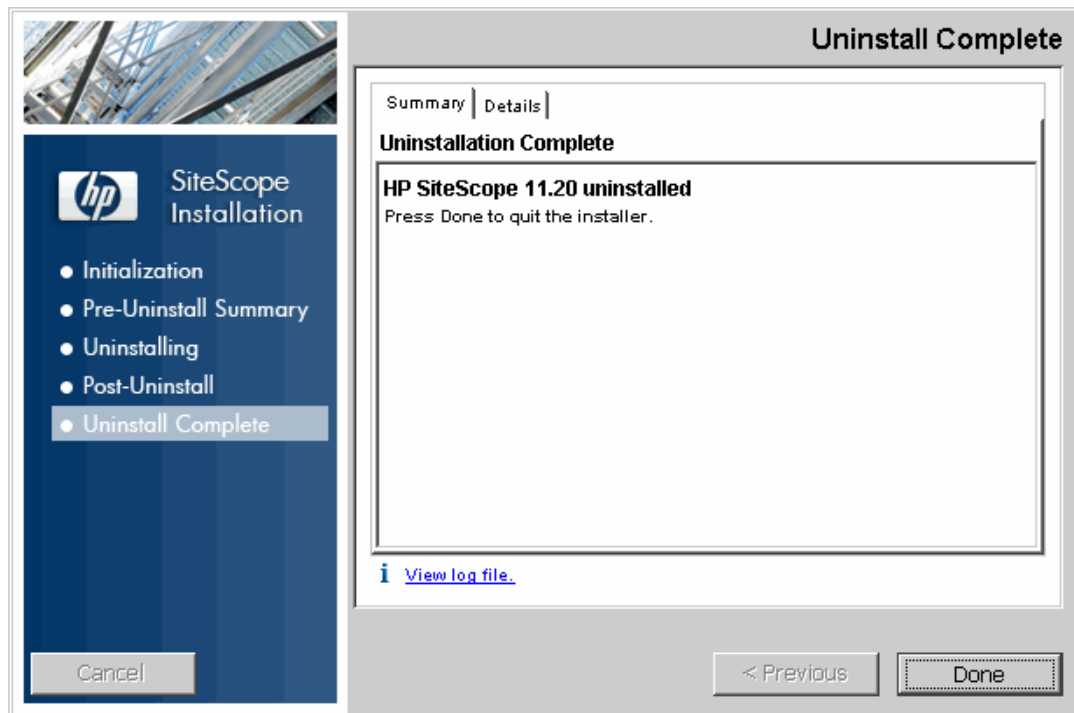 Uninstall Complete
hp
SiteScope
Installation
Initialization
Pre-Uninstall Summary
Uninstalling
Post-Uninstall
Uninstall Complete
Summary
Details
Uninstallation Complete
HP SiteScope 11.20 uninstalled
Press Done to quit the installer.
i View log file.
Cancel
< Previous
Done